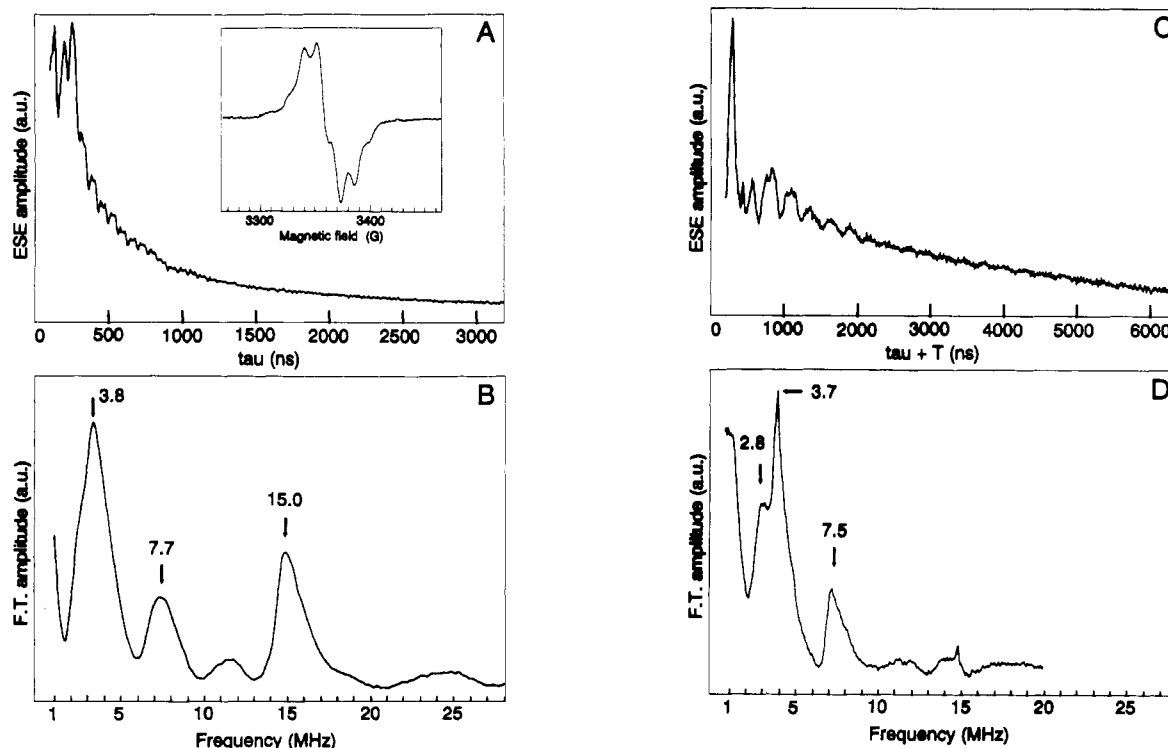 A
ESE amplitude (a.u.)
3300 3400
Magnetic field (G)
0 500 1000 1500 2000 2500 3000
tau (ns)
B
F.T. amplitude (a.u.)
3.8
7.7
15.0
1 5 10 15 20 25
Frequency (MHz)
C
ESE amplitude (a.u.)
0 1000 2000 3000 4000 5000 6000
tau + T (ns)
D
F.T. amplitude (a.u.)
3.7
2.8
7.5
1 5 10 15 20 25
Frequency (MHz)